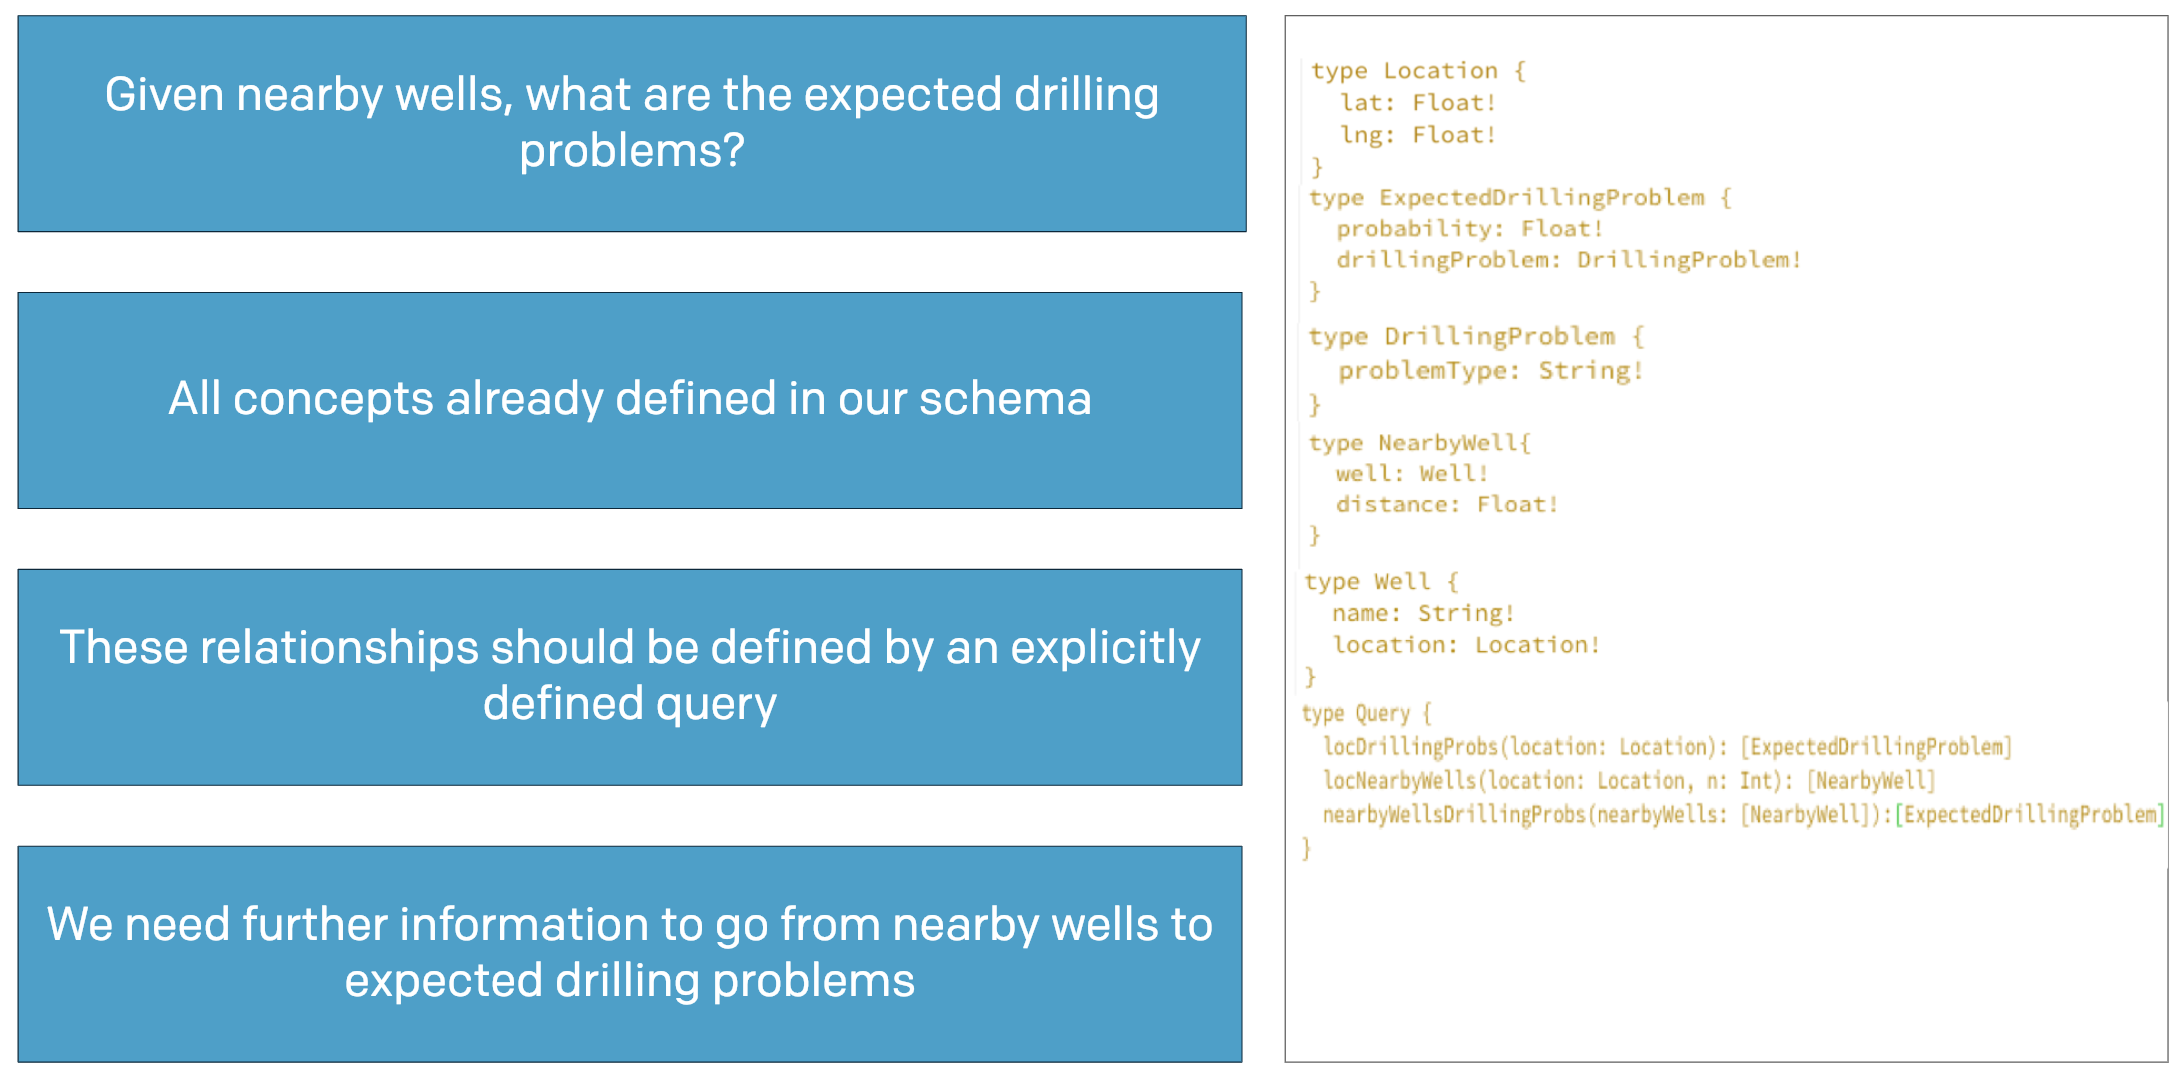 Given nearby wells, what are the expected drilling
problems?
All concepts already defined in our schema
These relationships should be defined by an explicitly
defined query
We need further information to go from nearby wells to
expected drilling problems
type Location {
  lat: Float!
  lng: Float!
}
type ExpectedDrillingProblem {
  probability: Float!
  drillingProblem: DrillingProblem!
}
type DrillingProblem {
  problemType: String!
}
type NearbyWell{
  well: Well!
  distance: Float!
}
type Well {
  name: String!
  location: Location!
}
type Query {
  locDrillingProbs(location: Location): [ExpectedDrillingProblem]
  locNearbyWells(location: Location, n: Int): [NearbyWell]
  nearbyWellsDrillingProbs(nearbyWells: [NearbyWell]):[ExpectedDrillingProblem]
}